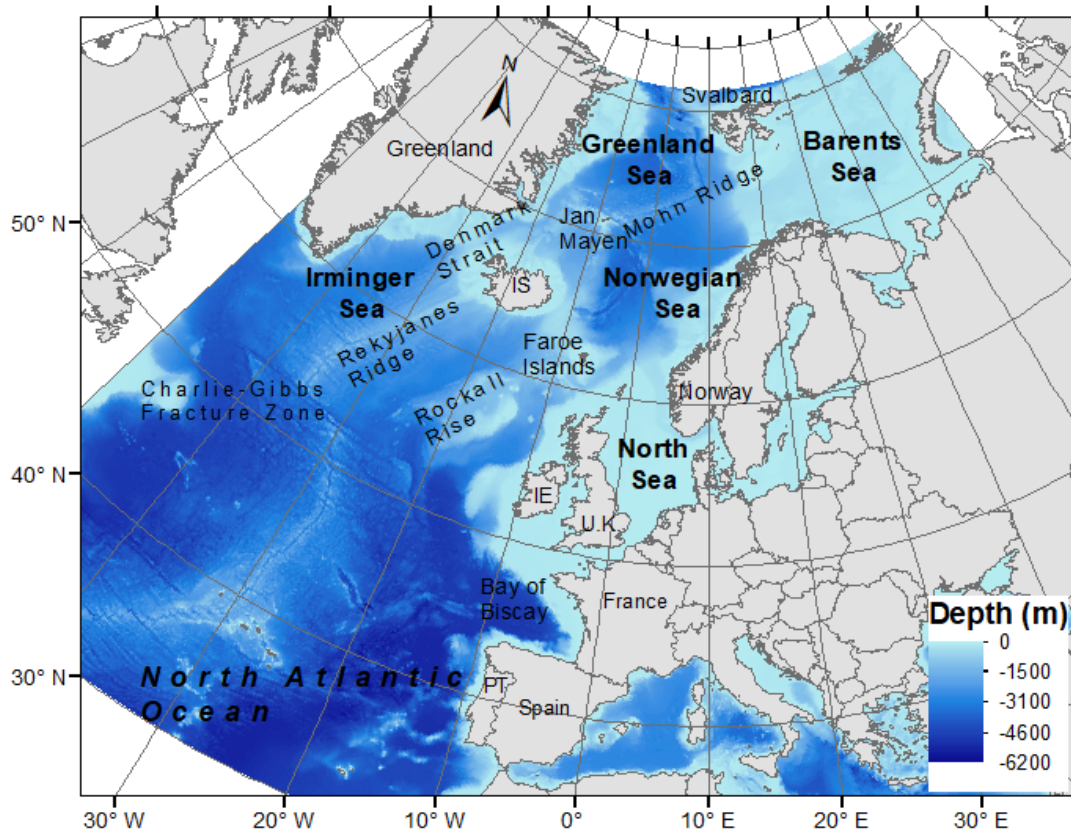 N
Svalbard
Greenland
Greenland
Sea
Barents
Sea
Mohn Ridge
Jan
Mayen
50° N
Denmark
Strait
Irminger
Sea
IS
Norwegian
Sea
Rekyjanes
Ridge
Faroe
Islands
Charlie-Gibbs
Fracture Zone
Rockall
Rise
Norway
North
Sea
40° N
IE
U.K
Bay of
Biscay
France
Depth (m)
0
-1500
-3100
-4600
-6200
30° N
North Atlantic
Ocean
PT
Spain
30° W
20° W
10° W
0°
10° E
20° E
30° E